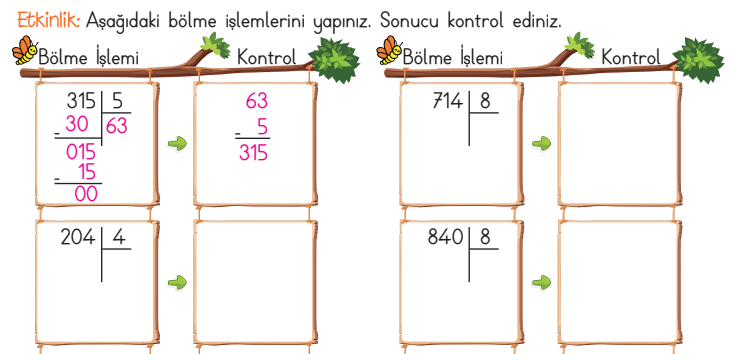 Etkinlik: Aşağıdaki bölme işlemlerini yapınız. Sonucu kontrol ediniz.
Bölme İşlemi Kontrol
315 5
- 30 63
015
- 15
00
63
- 5
315
204 4
Bölme İşlemi Kontrol
714 8
840 8